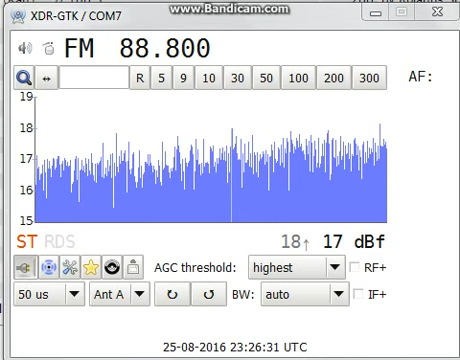 www.Bandicam.com
XDR-GTK / COM7
FM 88.800
R 5 9 10 30 50 100 200 300 AF:
19
18
17
16
15
ST RDS 18↑ 17 dBf
AGC threshold: highest RF+
50 us Ant A ↻ ↺ BW: auto IF+
25-08-2016 23:26:31 UTC